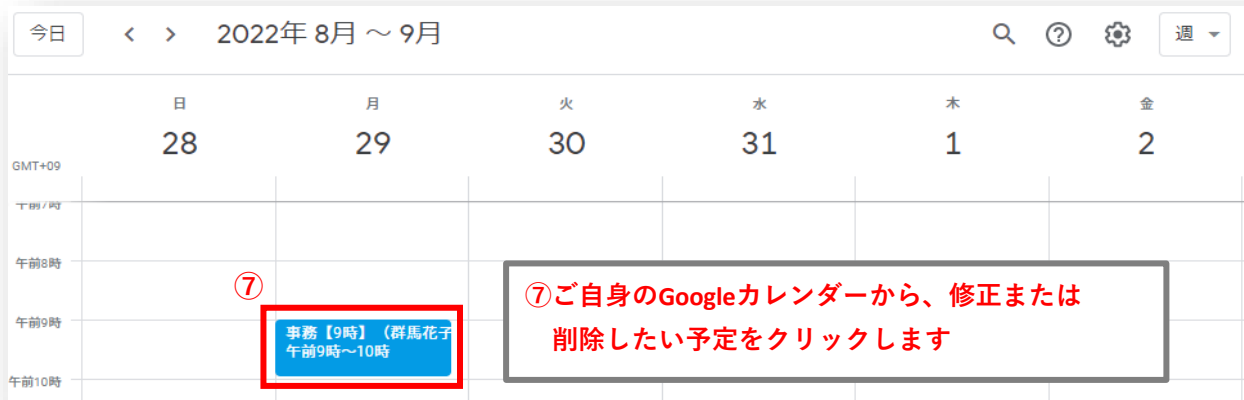 今日 < > 2022年 8月 ～ 9月 週
日 月 火 水 木 金
28 29 30 31 1 2
GMT+09
午前7時
午前8時
⑦
⑦ご自身のGoogleカレンダーから、修正または
削除したい予定をクリックします
午前9時
事務【9時】（群馬花子
午前9時～10時
午前10時